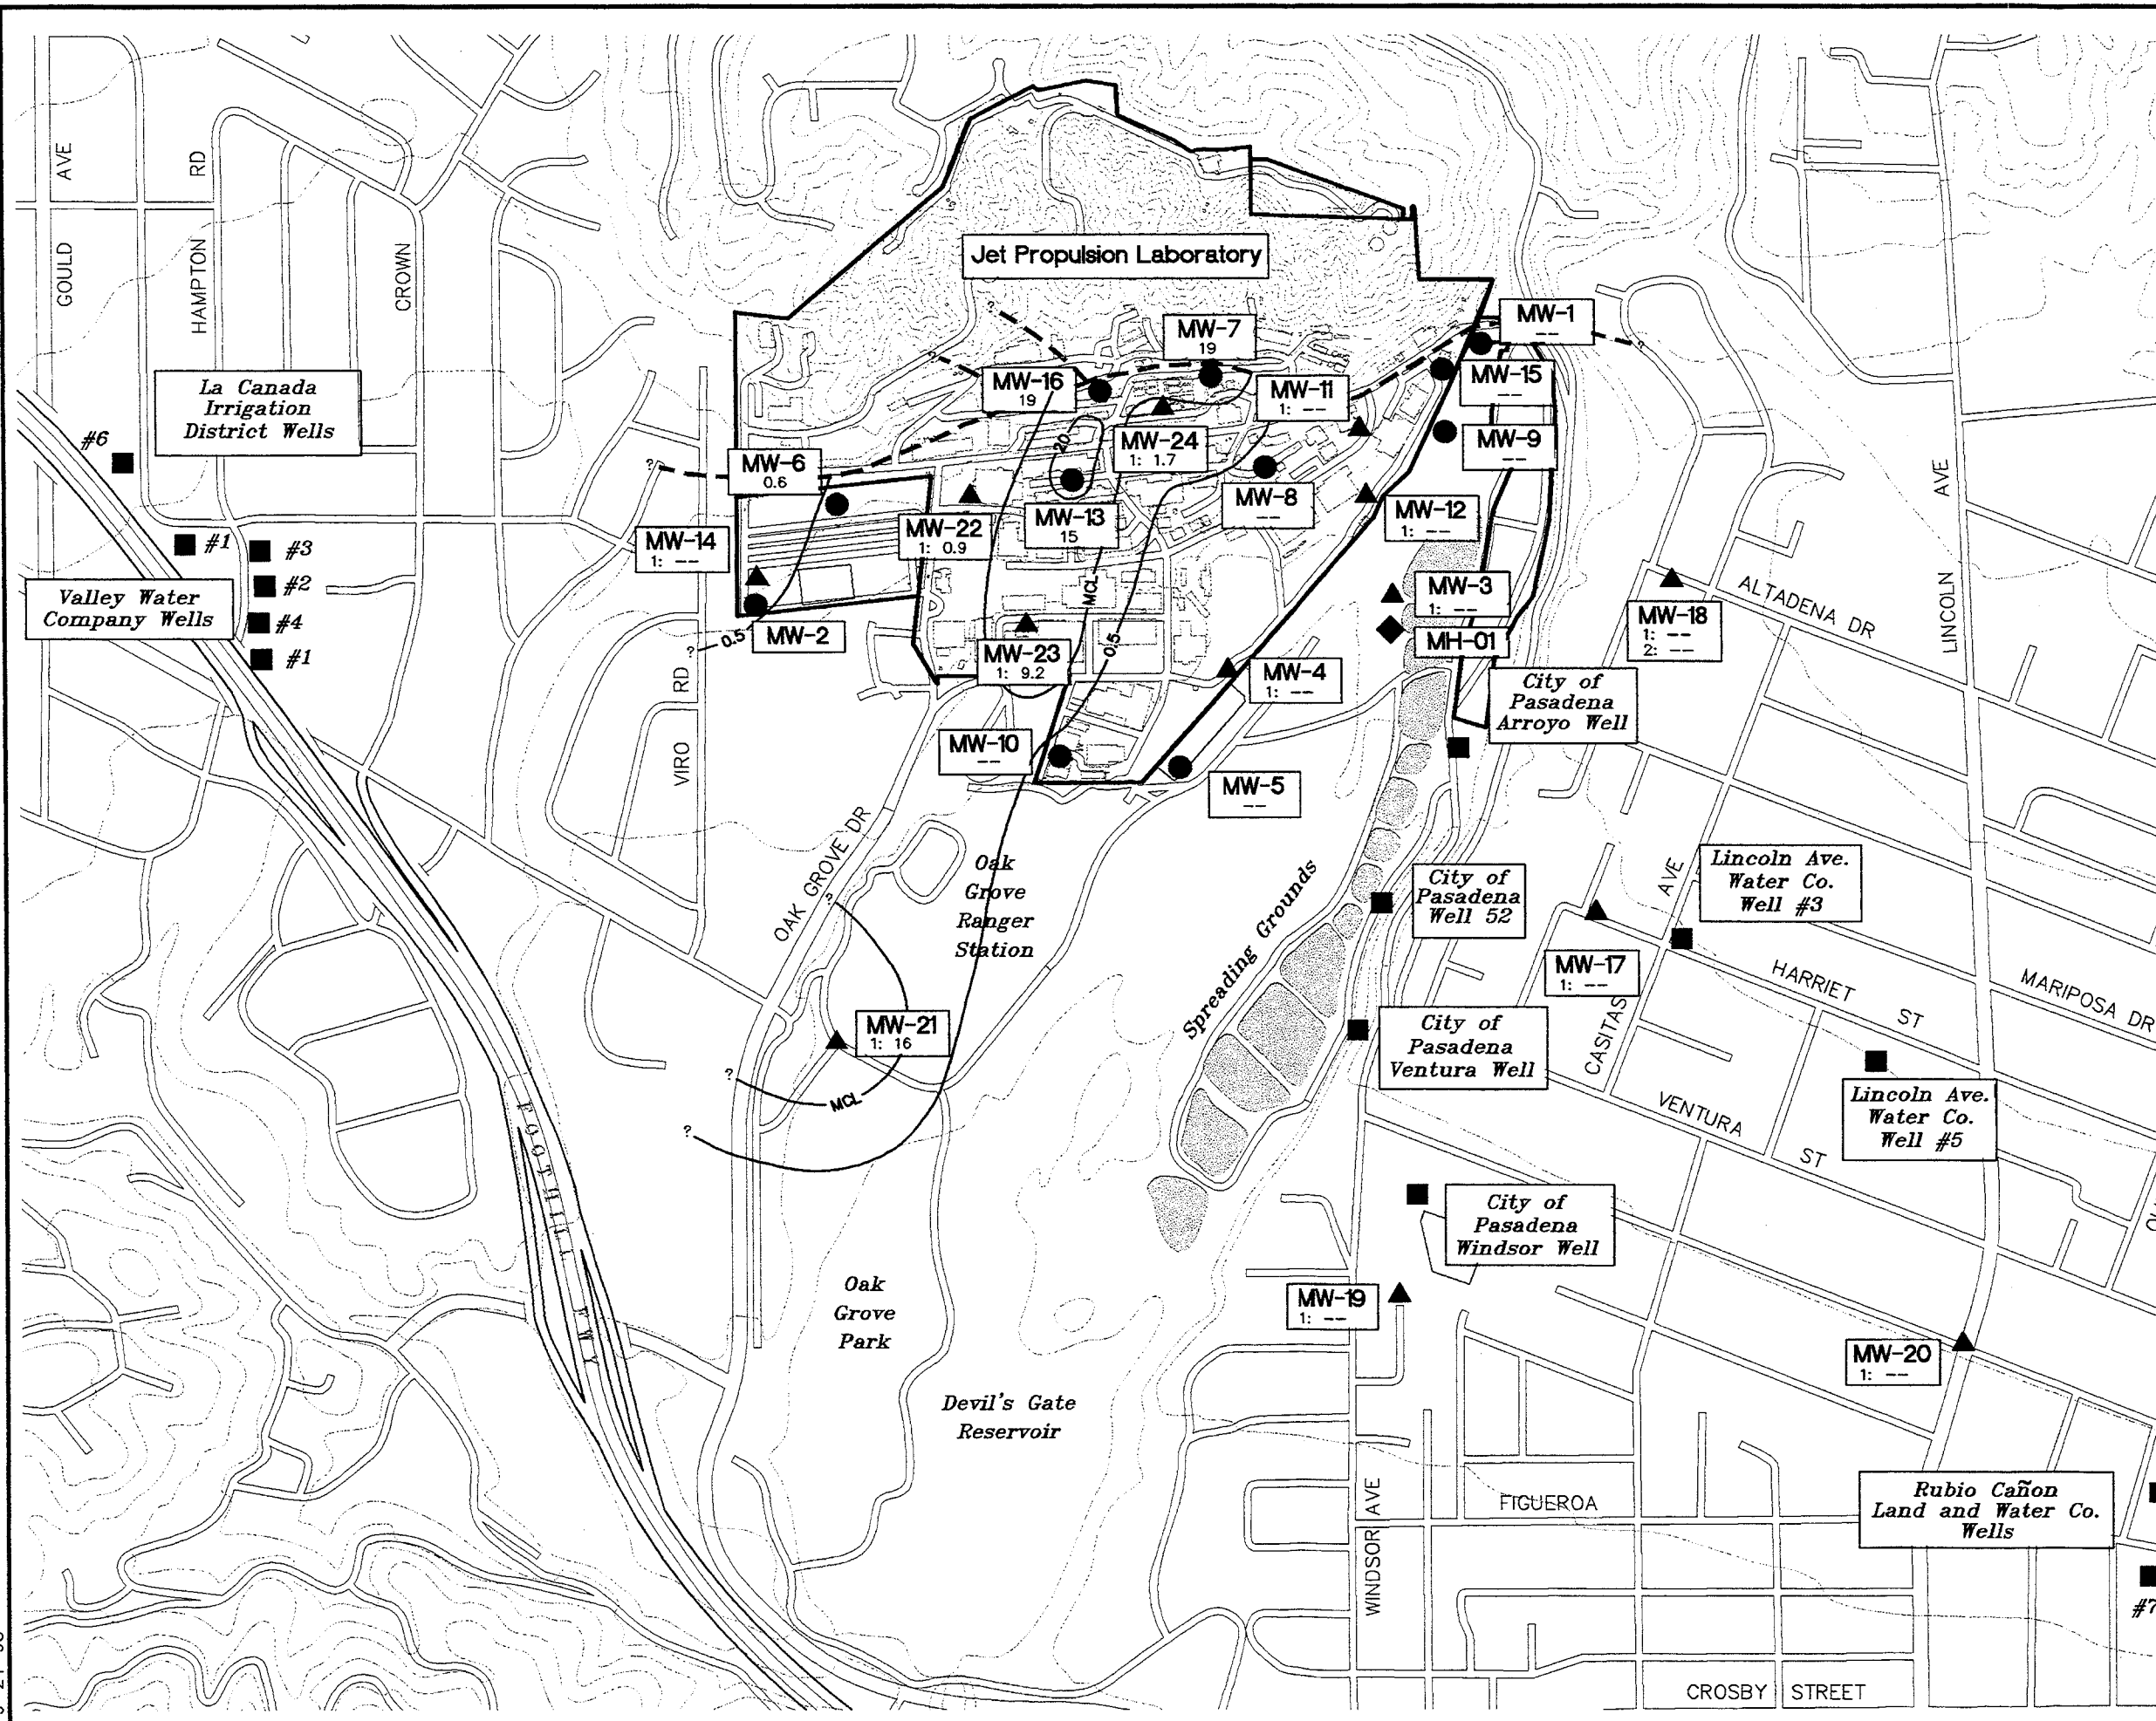 GOULD
AVE
HAMPTON
RD
CROWN
Jet Propulsion Laboratory
La Canada
Irrigation
District Wells
#6
#1
#3
#2
#4
#1
Valley Water
Company Wells
MW-1
--
MW-7
19
MW-16
19
MW-11
1: --
MW-15
--
MW-24
1: 1.7
MW-9
--
MW-6
0.6
20
MW-8
--
MW-12
1: --
MW-14
1: --
MW-22
1: 0.9
MW-13
15
MW-3
1: --
MH-01
MW-2
MW-23
1: 9.2
MCL
0.5
0.5
MW-4
1: --
MW-18
1: --
2: --
ALTADENA DR
LINCOLN
AVE
City of
Pasadena
Arroyo Well
MW-10
--
MW-5
--
VIRO
RD
OAK GROVE DR
Oak
Grove
Ranger
Station
Spreading Grounds
City of
Pasadena
Well 52
Lincoln Ave.
Water Co.
Well #3
MW-17
1: --
CASITAS
AVE
HARRIET
ST
MARIPOSA DR
MW-21
1: 16
MCL
?
?
?
?
?
?
?
?
City of
Pasadena
Ventura Well
VENTURA
ST
Lincoln Ave.
Water Co.
Well #5
FOOTHILL FWY
City of
Pasadena
Windsor Well
MW-19
1: --
Oak
Grove
Park
MW-20
1: --
Devil's Gate
Reservoir
WINDSOR
AVE
FIGUEROA
Rubio Cañon
Land and Water Co.
Wells
#7
CROSBY STREET